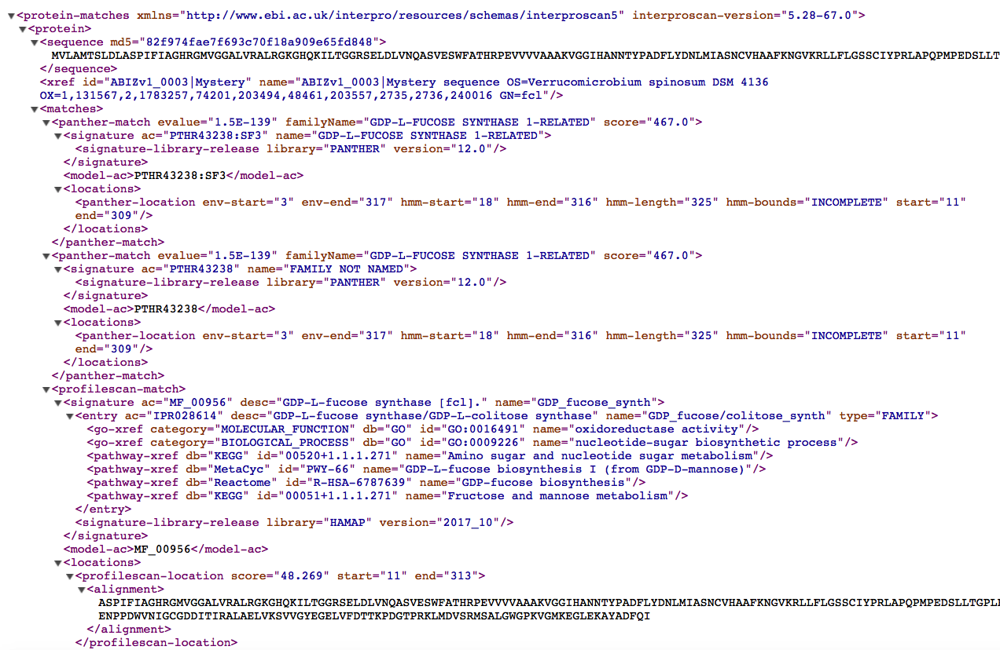 <protein-matches xmlns="http://www.ebi.ac.uk/interpro/resources/schemas/interproscan5" interproscan-version="5.28-67.0">
<protein>
<sequence md5="82f974fae7f693c70f18a909e65fd848">
MVLAMTSLDLASPIFIAGHRGMVGGALVRALRGKGHQKILTGGRSELDLVNQASVESWFATHRPEVVVVAAAKVGGIHANNTYPADFLYDNLMIASNCVHAAFKNGVKRLLFLGSSCIYPRLAPQPMPEDSLLT
</sequence>
<xref id="ABIZv1_0003|Mystery" name="ABIZv1_0003|Mystery sequence OS=Verrucomicrobium spinosum DSM 4136
OX=1,131567,2,1783257,74201,203494,48461,203557,2735,2736,240016 GN=fcl"/>
<matches>
<panther-match evalue="1.5E-139" familyName="GDP-L-FUCOSE SYNTHASE 1-RELATED" score="467.0">
<signature ac="PTHR43238:SF3" name="GDP-L-FUCOSE SYNTHASE 1-RELATED">
<signature-library-release library="PANTHER" version="12.0"/>
</signature>
<model-ac>PTHR43238:SF3</model-ac>
<locations>
<panther-location env-start="3" env-end="317" hmm-start="18" hmm-end="316" hmm-length="325" hmm-bounds="INCOMPLETE" start="11"
end="309"/>
</locations>
</panther-match>
<panther-match evalue="1.5E-139" familyName="GDP-L-FUCOSE SYNTHASE 1-RELATED" score="467.0">
<signature ac="PTHR43238" name="FAMILY NOT NAMED">
<signature-library-release library="PANTHER" version="12.0"/>
</signature>
<model-ac>PTHR43238</model-ac>
<locations>
<panther-location env-start="3" env-end="317" hmm-start="18" hmm-end="316" hmm-length="325" hmm-bounds="INCOMPLETE" start="11"
end="309"/>
</locations>
</panther-match>
<profilescan-match>
<signature ac="MF_00956" desc="GDP-L-fucose synthase [fcl]." name="GDP_fucose_synth">
<entry ac="IPR028614" desc="GDP-L-fucose synthase/GDP-L-colitose synthase" name="GDP_fucose/colitose_synth" type="FAMILY">
<go-xref category="MOLECULAR_FUNCTION" db="GO" id="GO:0016491" name="oxidoreductase activity"/>
<go-xref category="BIOLOGICAL_PROCESS" db="GO" id="GO:0009226" name="nucleotide-sugar biosynthetic process"/>
<pathway-xref db="KEGG" id="00520+1.1.1.271" name="Amino sugar and nucleotide sugar metabolism"/>
<pathway-xref db="MetaCyc" id="PWY-66" name="GDP-L-fucose biosynthesis I (from GDP-D-mannose)"/>
<pathway-xref db="Reactome" id="R-HSA-6787639" name="GDP-fucose biosynthesis"/>
<pathway-xref db="KEGG" id="00051+1.1.1.271" name="Fructose and mannose metabolism"/>
</entry>
<signature-library-release library="HAMAP" version="2017_10"/>
</signature>
<model-ac>MF_00956</model-ac>
<locations>
<profilescan-location score="48.269" start="11" end="313">
<alignment>
ASPIFIAGHRGMVGGALVRALRGKGHQKILTGGRSELDLVNQASVESWFATHRPEVVVVAAAKVGGIHANNTYPADFLYDNLMIASNCVHAAFKNGVKRLLFLGSSCIYPRLAPQPMPEDSLLTGPL
ENPPDWVNIGCGDDITIRALAELVKSVVGYEGELVFDTTKPDGTPRKLMDVSRMSALGWGPKVGMKEGLEKAYADFQI
</alignment>
</profilescan-location>